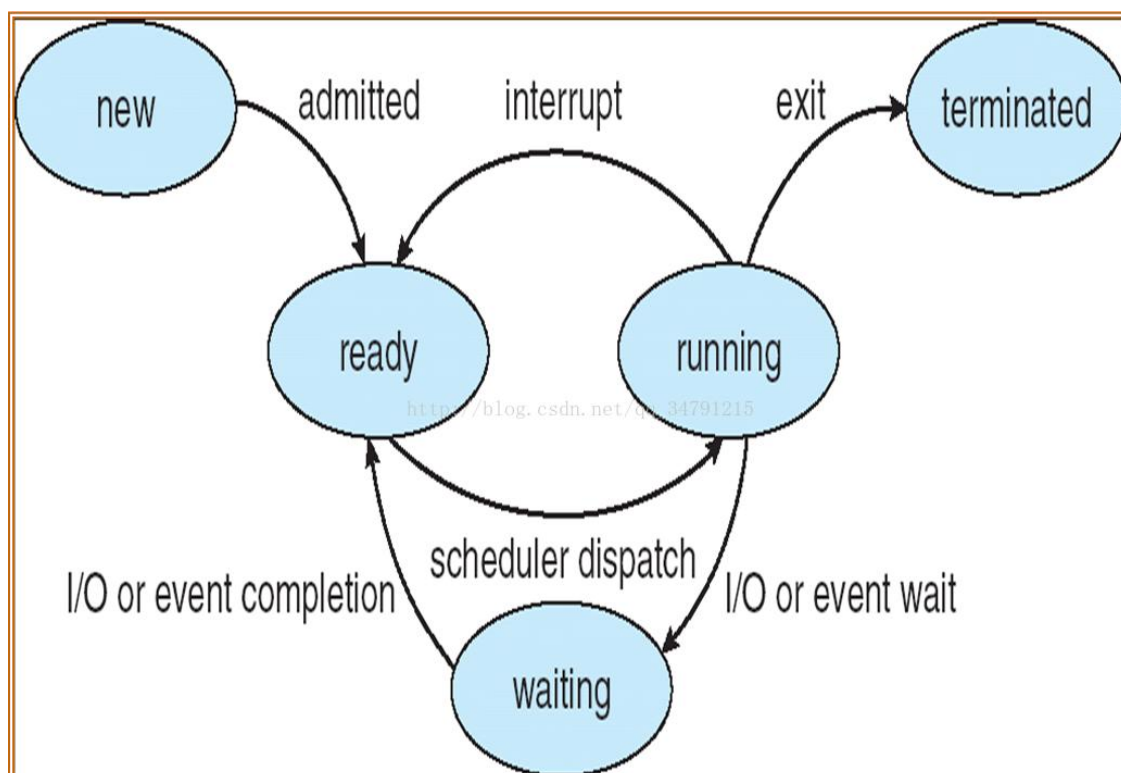 new
admitted
interrupt
exit
terminated
ready
running
http://blog.csdn.net/qq_34791215
scheduler dispatch
I/O or event completion
I/O or event wait
waiting